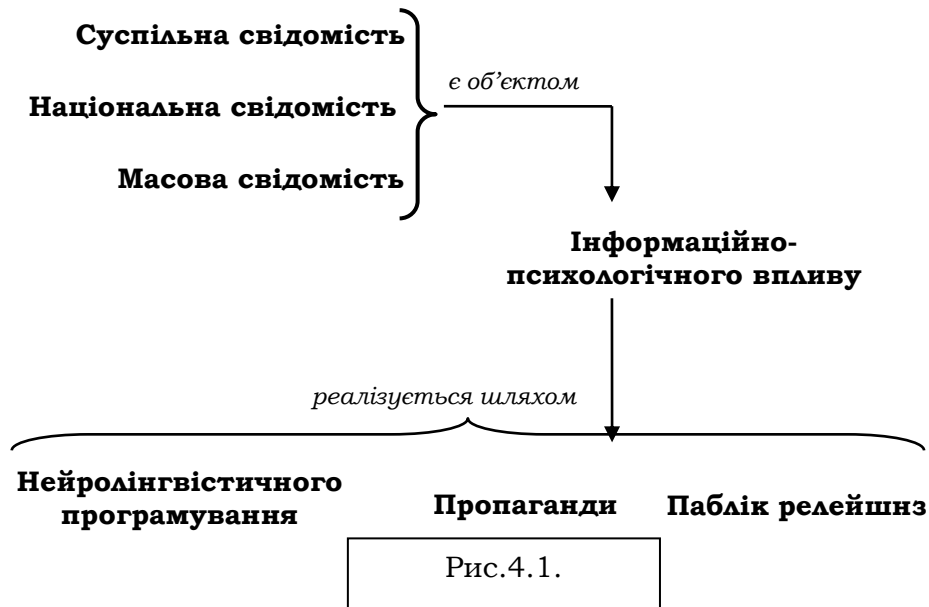 Суспільна свідомість
є об’єктом
Національна свідомість
Масова свідомість
Інформаційно-
психологічного впливу
реалізується шляхом
Нейролінгвістичного
програмування
Пропаганди
Паблік релейшнз
Рис.4.1.